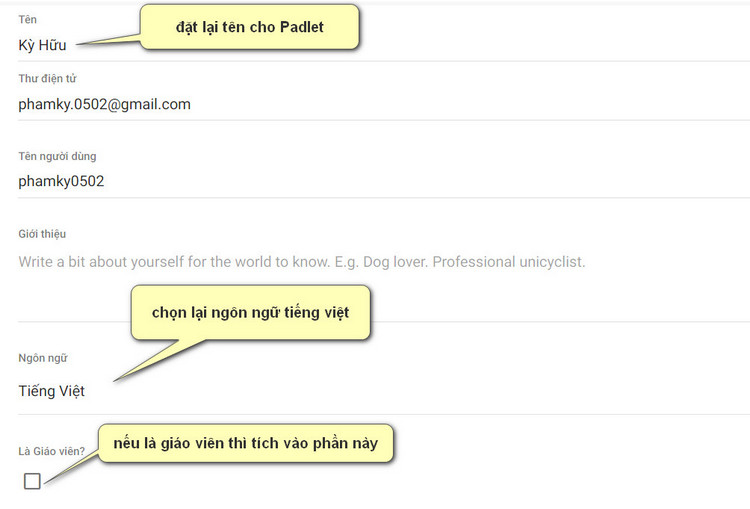 Tên
đặt lại tên cho Padlet
Kỳ Hữu
Thư điện tử
phamky.0502@gmail.com
Tên người dùng
phamky0502
Giới thiệu
Write a bit about yourself for the world to know. E.g. Dog lover. Professional unicyclist.
chọn lại ngôn ngữ tiếng việt
Ngôn ngữ
Tiếng Việt
Là Giáo viên?
nếu là giáo viên thì tích vào phần này